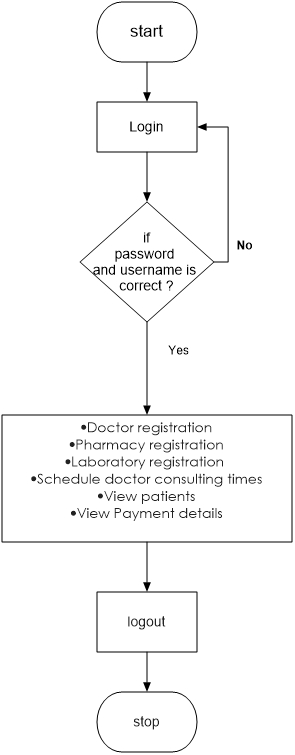 start
Login
if
password
and username is
correct ?
No
Yes
•Doctor registration
•Pharmacy registration
•Laboratory registration
•Schedule doctor consulting times
•View patients
•View Payment details
logout
stop